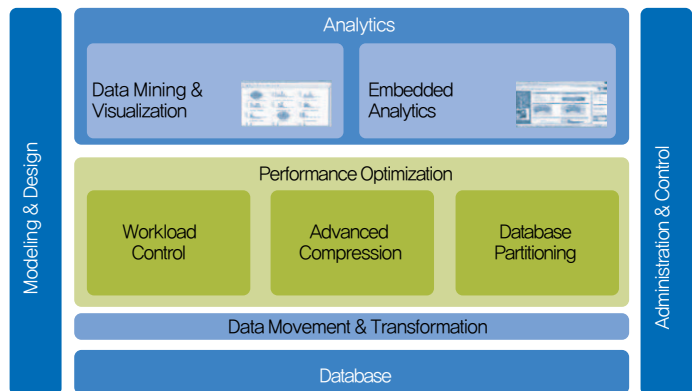 Modeling & Design
Analytics
Data Mining &
Visualization
Embedded
Analytics
Performance Optimization
Workload
Control
Advanced
Compression
Database
Partitioning
Data Movement & Transformation
Database
Administration & Control